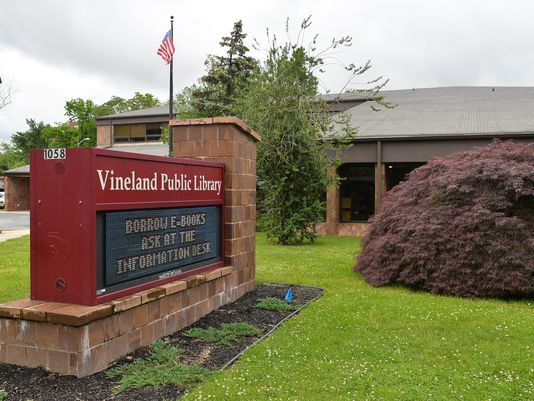 1058
Vineland Public Library
BORROW E-BOOKS
ASK AT THE
INFORMATION DESK